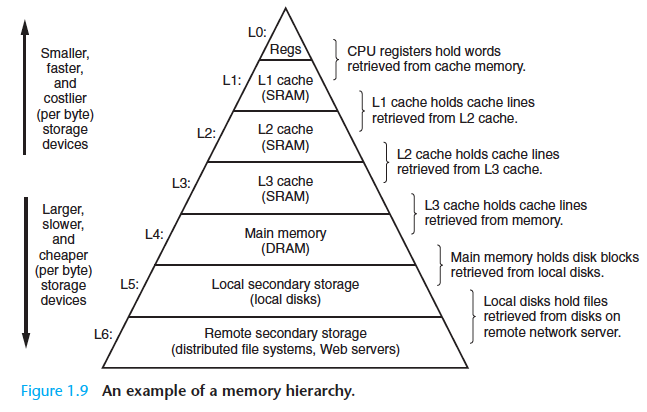 Smaller,
faster,
and
costlier
(per byte)
storage
devices
Larger,
slower,
and
cheaper
(per byte)
storage
devices
L0:
Regs
CPU registers hold words
retrieved from cache memory.
L1:
L1 cache
(SRAM)
L1 cache holds cache lines
retrieved from L2 cache.
L2:
L2 cache
(SRAM)
L2 cache holds cache lines
retrieved from L3 cache.
L3:
L3 cache
(SRAM)
L3 cache holds cache lines
retrieved from memory.
L4:
Main memory
(DRAM)
Main memory holds disk blocks
retrieved from local disks.
L5:
Local secondary storage
(local disks)
Local disks hold files
retrieved from disks on
remote network server.
L6:
Remote secondary storage
(distributed file systems, Web servers)
Figure 1.9 An example of a memory hierarchy.